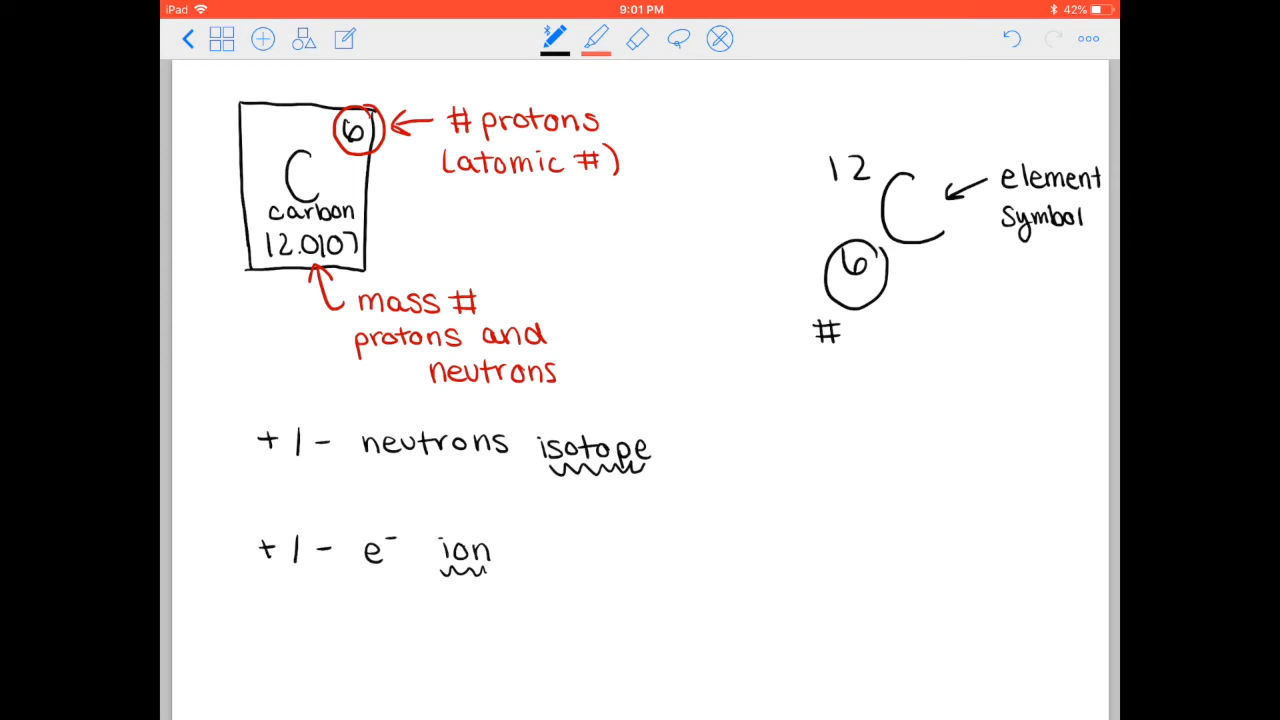 iPad
9:01 PM
42%
6
C
carbon
12.0107
# protons
(atomic #)
mass #
protons and
neutrons
+/- neutrons isotope
+/- e⁻ ion
12
C
element
symbol
6
#